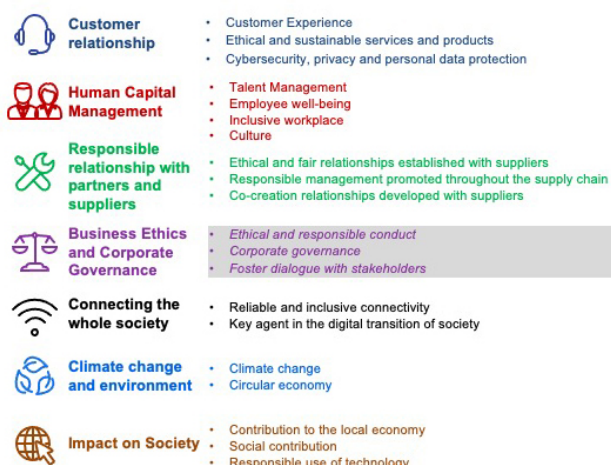 Customer relationship
• Customer Experience
• Ethical and sustainable services and products
• Cybersecurity, privacy and personal data protection
Human Capital Management
• Talent Management
• Employee well-being
• Inclusive workplace
• Culture
Responsible relationship with partners and suppliers
• Ethical and fair relationships established with suppliers
• Responsible management promoted throughout the supply chain
• Co-creation relationships developed with suppliers
Business Ethics and Corporate Governance
• Ethical and responsible conduct
• Corporate governance
• Foster dialogue with stakeholders
Connecting the whole society
• Reliable and inclusive connectivity
• Key agent in the digital transition of society
Climate change and environment
• Climate change
• Circular economy
Impact on Society
• Contribution to the local economy
• Social contribution
• Responsible use of technology